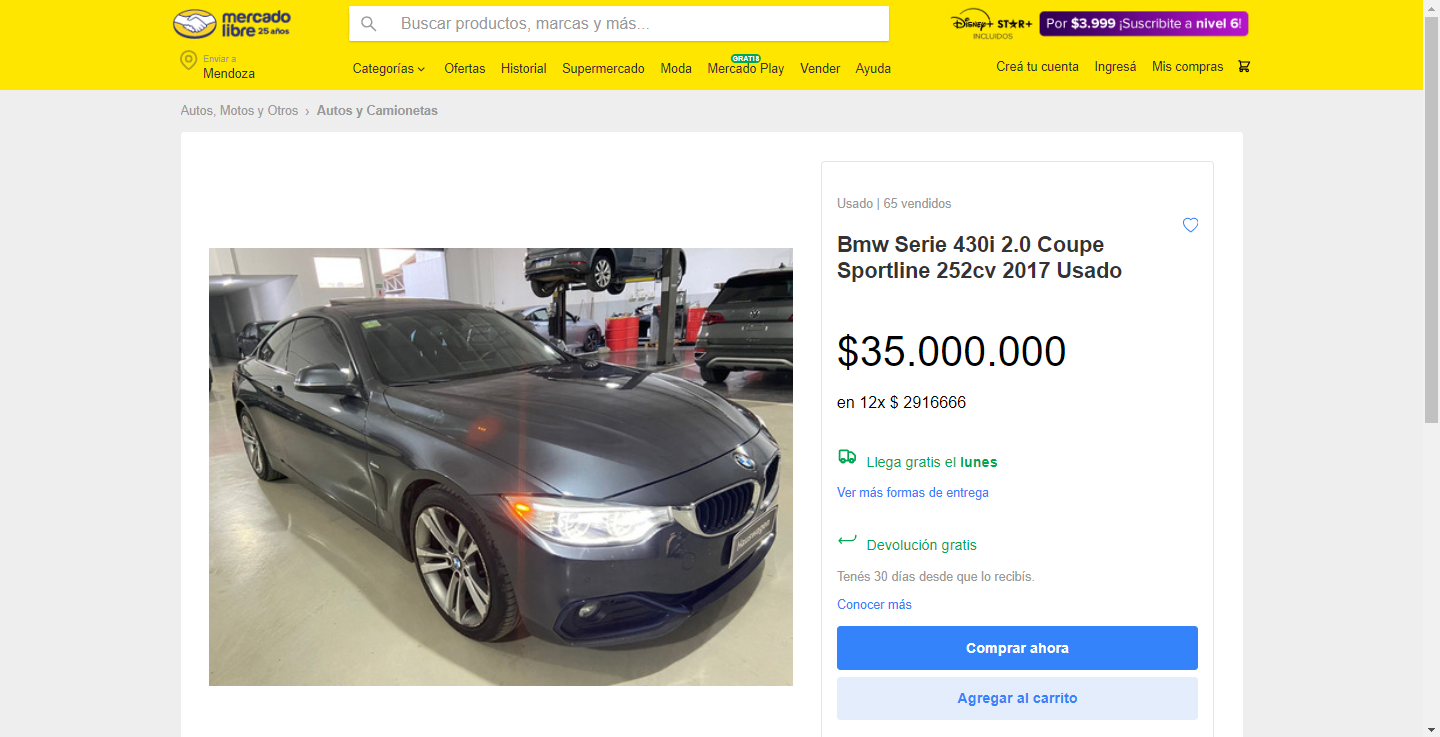 mercado
libre 25 años
Buscar productos, marcas y más...
Disney+ STAR+
INCLUIDOS
Por $3.999 ¡Suscribite a nivel 6!
Enviar a
Mendoza
Categorías
Ofertas
Historial
Supermercado
Moda
GRATIS
Mercado Play
Vender
Ayuda
Creá tu cuenta
Ingresá
Mis compras
Autos, Motos y Otros › Autos y Camionetas
Usado | 65 vendidos
Bmw Serie 430i 2.0 Coupe
Sportline 252cv 2017 Usado
$35.000.000
en 12x $ 2916666
Llega gratis el lunes
Ver más formas de entrega
Devolución gratis
Tenés 30 días desde que lo recibís.
Conocer más
Comprar ahora
Agregar al carrito